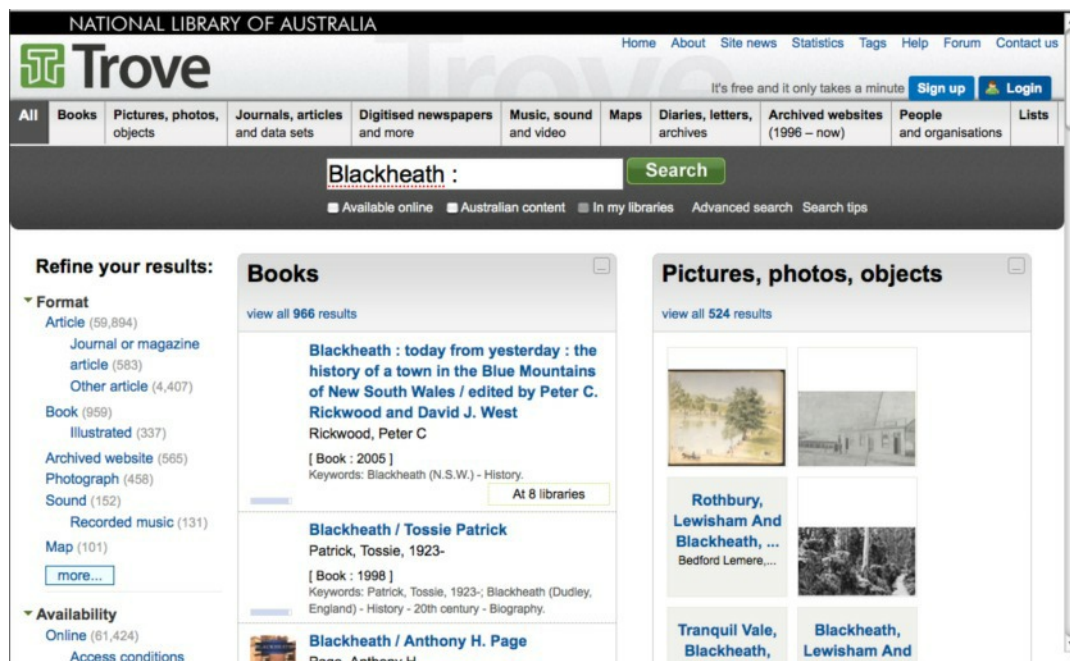 NATIONAL LIBRARY OF AUSTRALIA
Trove
Home About Site news Statistics Tags Help Forum Contact us
It's free and it only takes a minute Sign up Login
All
Books
Pictures, photos,
objects
Journals, articles
and data sets
Digitised newspapers
and more
Music, sound
and video
Maps
Diaries, letters,
archives
Archived websites
(1996 – now)
People
and organisations
Lists
Blackheath :
Search
Available online Australian content In my libraries Advanced search Search tips
Refine your results:
Format
Article (59,894)
Journal or magazine
article (583)
Other article (4,407)
Book (959)
Illustrated (337)
Archived website (565)
Photograph (458)
Sound (152)
Recorded music (131)
Map (101)
more...
Availability
Online (61,424)
Access conditions
Books
view all 966 results
Blackheath : today from yesterday : the
history of a town in the Blue Mountains
of New South Wales / edited by Peter C.
Rickwood and David J. West
Rickwood, Peter C
[ Book : 2005 ]
Keywords: Blackheath (N.S.W.) - History.
At 8 libraries
Blackheath / Tossie Patrick
Patrick, Tossie, 1923-
[ Book : 1998 ]
Keywords: Patrick, Tossie, 1923-; Blackheath (Dudley,
England) - History - 20th century - Biography.
Blackheath / Anthony H. Page
Page, Anthony H
Pictures, photos, objects
view all 524 results
Rothbury,
Lewisham And
Blackheath, ...
Bedford Lemere,...
Tranquil Vale,
Blackheath,
Blackheath,
Lewisham And